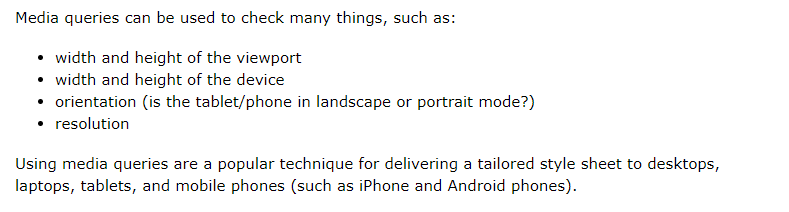 Media queries can be used to check many things, such as:
• width and height of the viewport
• width and height of the device
• orientation (is the tablet/phone in landscape or portrait mode?)
• resolution
Using media queries are a popular technique for delivering a tailored style sheet to desktops,
laptops, tablets, and mobile phones (such as iPhone and Android phones).